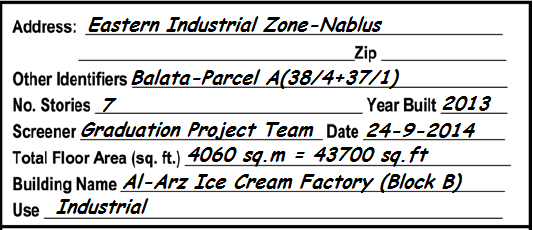 Address: Eastern Industrial Zone-Nablus
Zip
Other Identifiers Balata-Parcel A(38/4+37/1)
No. Stories 7 Year Built 2013
Screener Graduation Project Team Date 24-9-2014
Total Floor Area (sq. ft.) 4060 sq.m = 43700 sq.ft
Building Name Al-Arz Ice Cream Factory (Block B)
Use Industrial